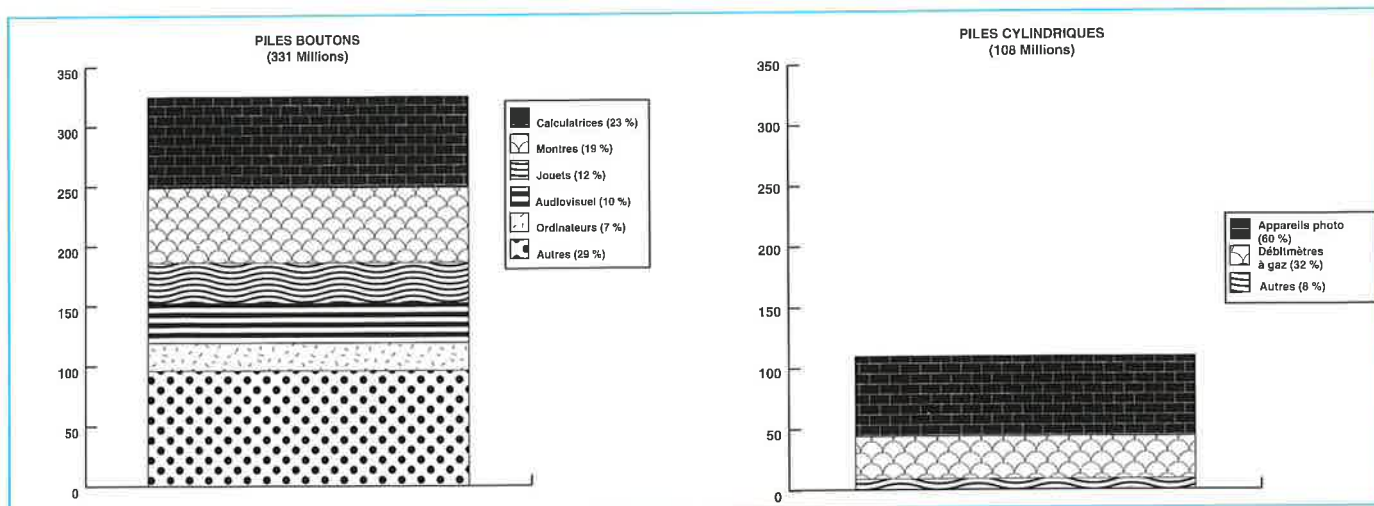 PILES BOUTONS
(331 Millions)
350
300
250
200
150
100
50
0
Calculatrices (23 %)
Montres (19 %)
Jouets (12 %)
Audiovisuel (10 %)
Ordinateurs (7 %)
Autres (29 %)
PILES CYLINDRIQUES
(108 Millions)
350
300
250
200
150
100
50
0
Appareils photo
(60 %)
Débitmètres
à gaz (32 %)
Autres (8 %)